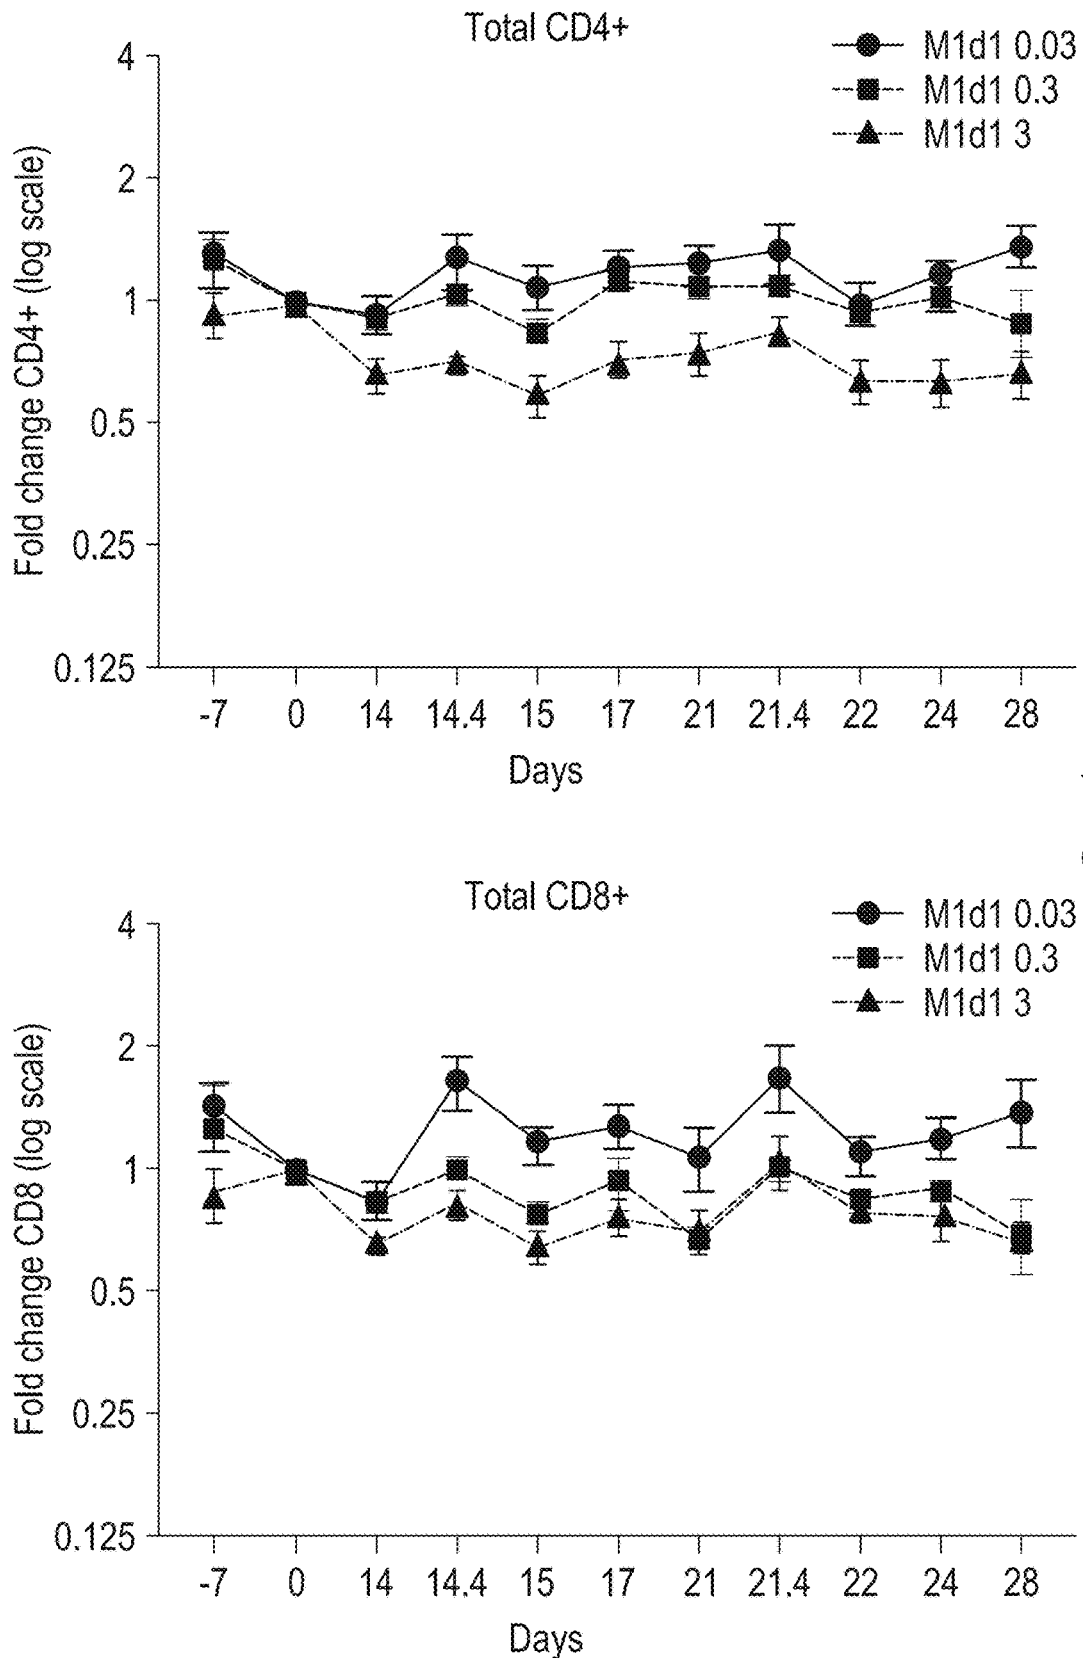 Total CD4+
M1d1 0.03
M1d1 0.3
M1d1 3
Fold change CD4+ (log scale)
4
2
1
0.5
0.25
0.125
-7 0 14 14.4 15 17 21 21.4 22 24 28
Days
Total CD8+
M1d1 0.03
M1d1 0.3
M1d1 3
Fold change CD8 (log scale)
4
2
1
0.5
0.25
0.125
-7 0 14 14.4 15 17 21 21.4 22 24 28
Days